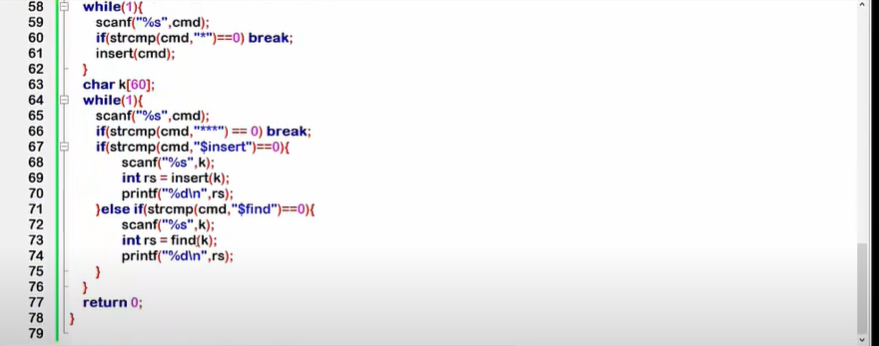 58 while(1){
59 scanf("%s",cmd);
60 if(strcmp(cmd,"*")==0) break;
61 insert(cmd);
62 }
63 char k[60];
64 while(1){
65 scanf("%s",cmd);
66 if(strcmp(cmd,"***") == 0) break;
67 if(strcmp(cmd,"$insert")==0){
68 scanf("%s",k);
69 int rs = insert(k);
70 printf("%d\n",rs);
71 }else if(strcmp(cmd,"$find")==0){
72 scanf("%s",k);
73 int rs = find(k);
74 printf("%d\n",rs);
75 }
76 }
77 return 0;
78 }
79